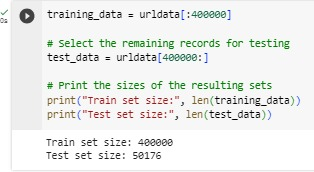 0s
training_data = urldata[:400000]
# Select the remaining records for testing
test_data = urldata[400000:]
# Print the sizes of the resulting sets
print("Train set size:", len(training_data))
print("Test set size:", len(test_data))
Train set size: 400000
Test set size: 50176